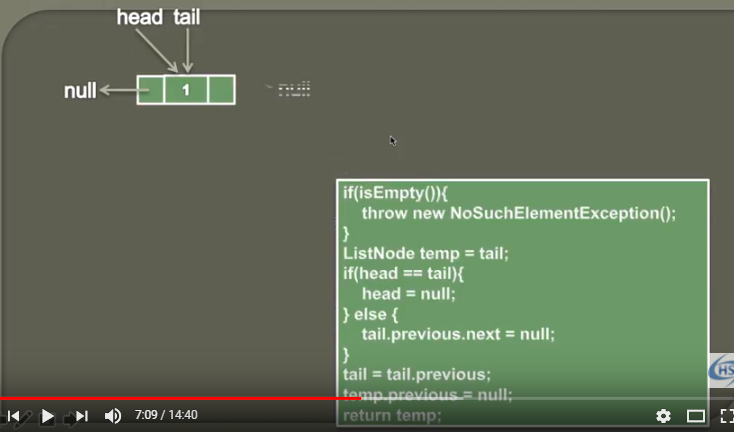 head tail
null
1
null
if(isEmpty()){
throw new NoSuchElementException();
}
ListNode temp = tail;
if(head == tail){
head = null;
} else {
tail.previous.next = null;
}
tail = tail.previous;
temp.previous = null;
return temp;
HS
7:09 / 14:40